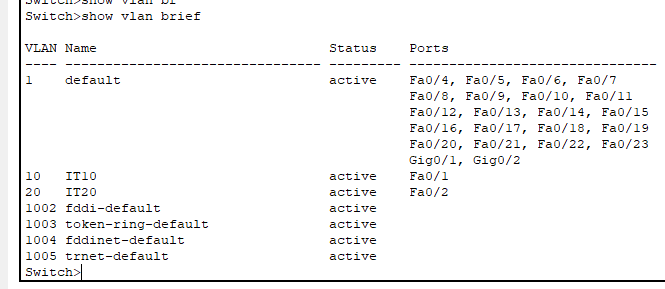 Switch>show vlan br
Switch>show vlan brief
VLAN Name                             Status    Ports
---- -------------------------------- --------- -------------------------------
1    default                          active    Fa0/4, Fa0/5, Fa0/6, Fa0/7
                                                Fa0/8, Fa0/9, Fa0/10, Fa0/11
                                                Fa0/12, Fa0/13, Fa0/14, Fa0/15
                                                Fa0/16, Fa0/17, Fa0/18, Fa0/19
                                                Fa0/20, Fa0/21, Fa0/22, Fa0/23
                                                Gig0/1, Gig0/2
10   IT10                             active    Fa0/1
20   IT20                             active    Fa0/2
1002 fddi-default                     active
1003 token-ring-default               active
1004 fddinet-default                  active
1005 trnet-default                    active
Switch>